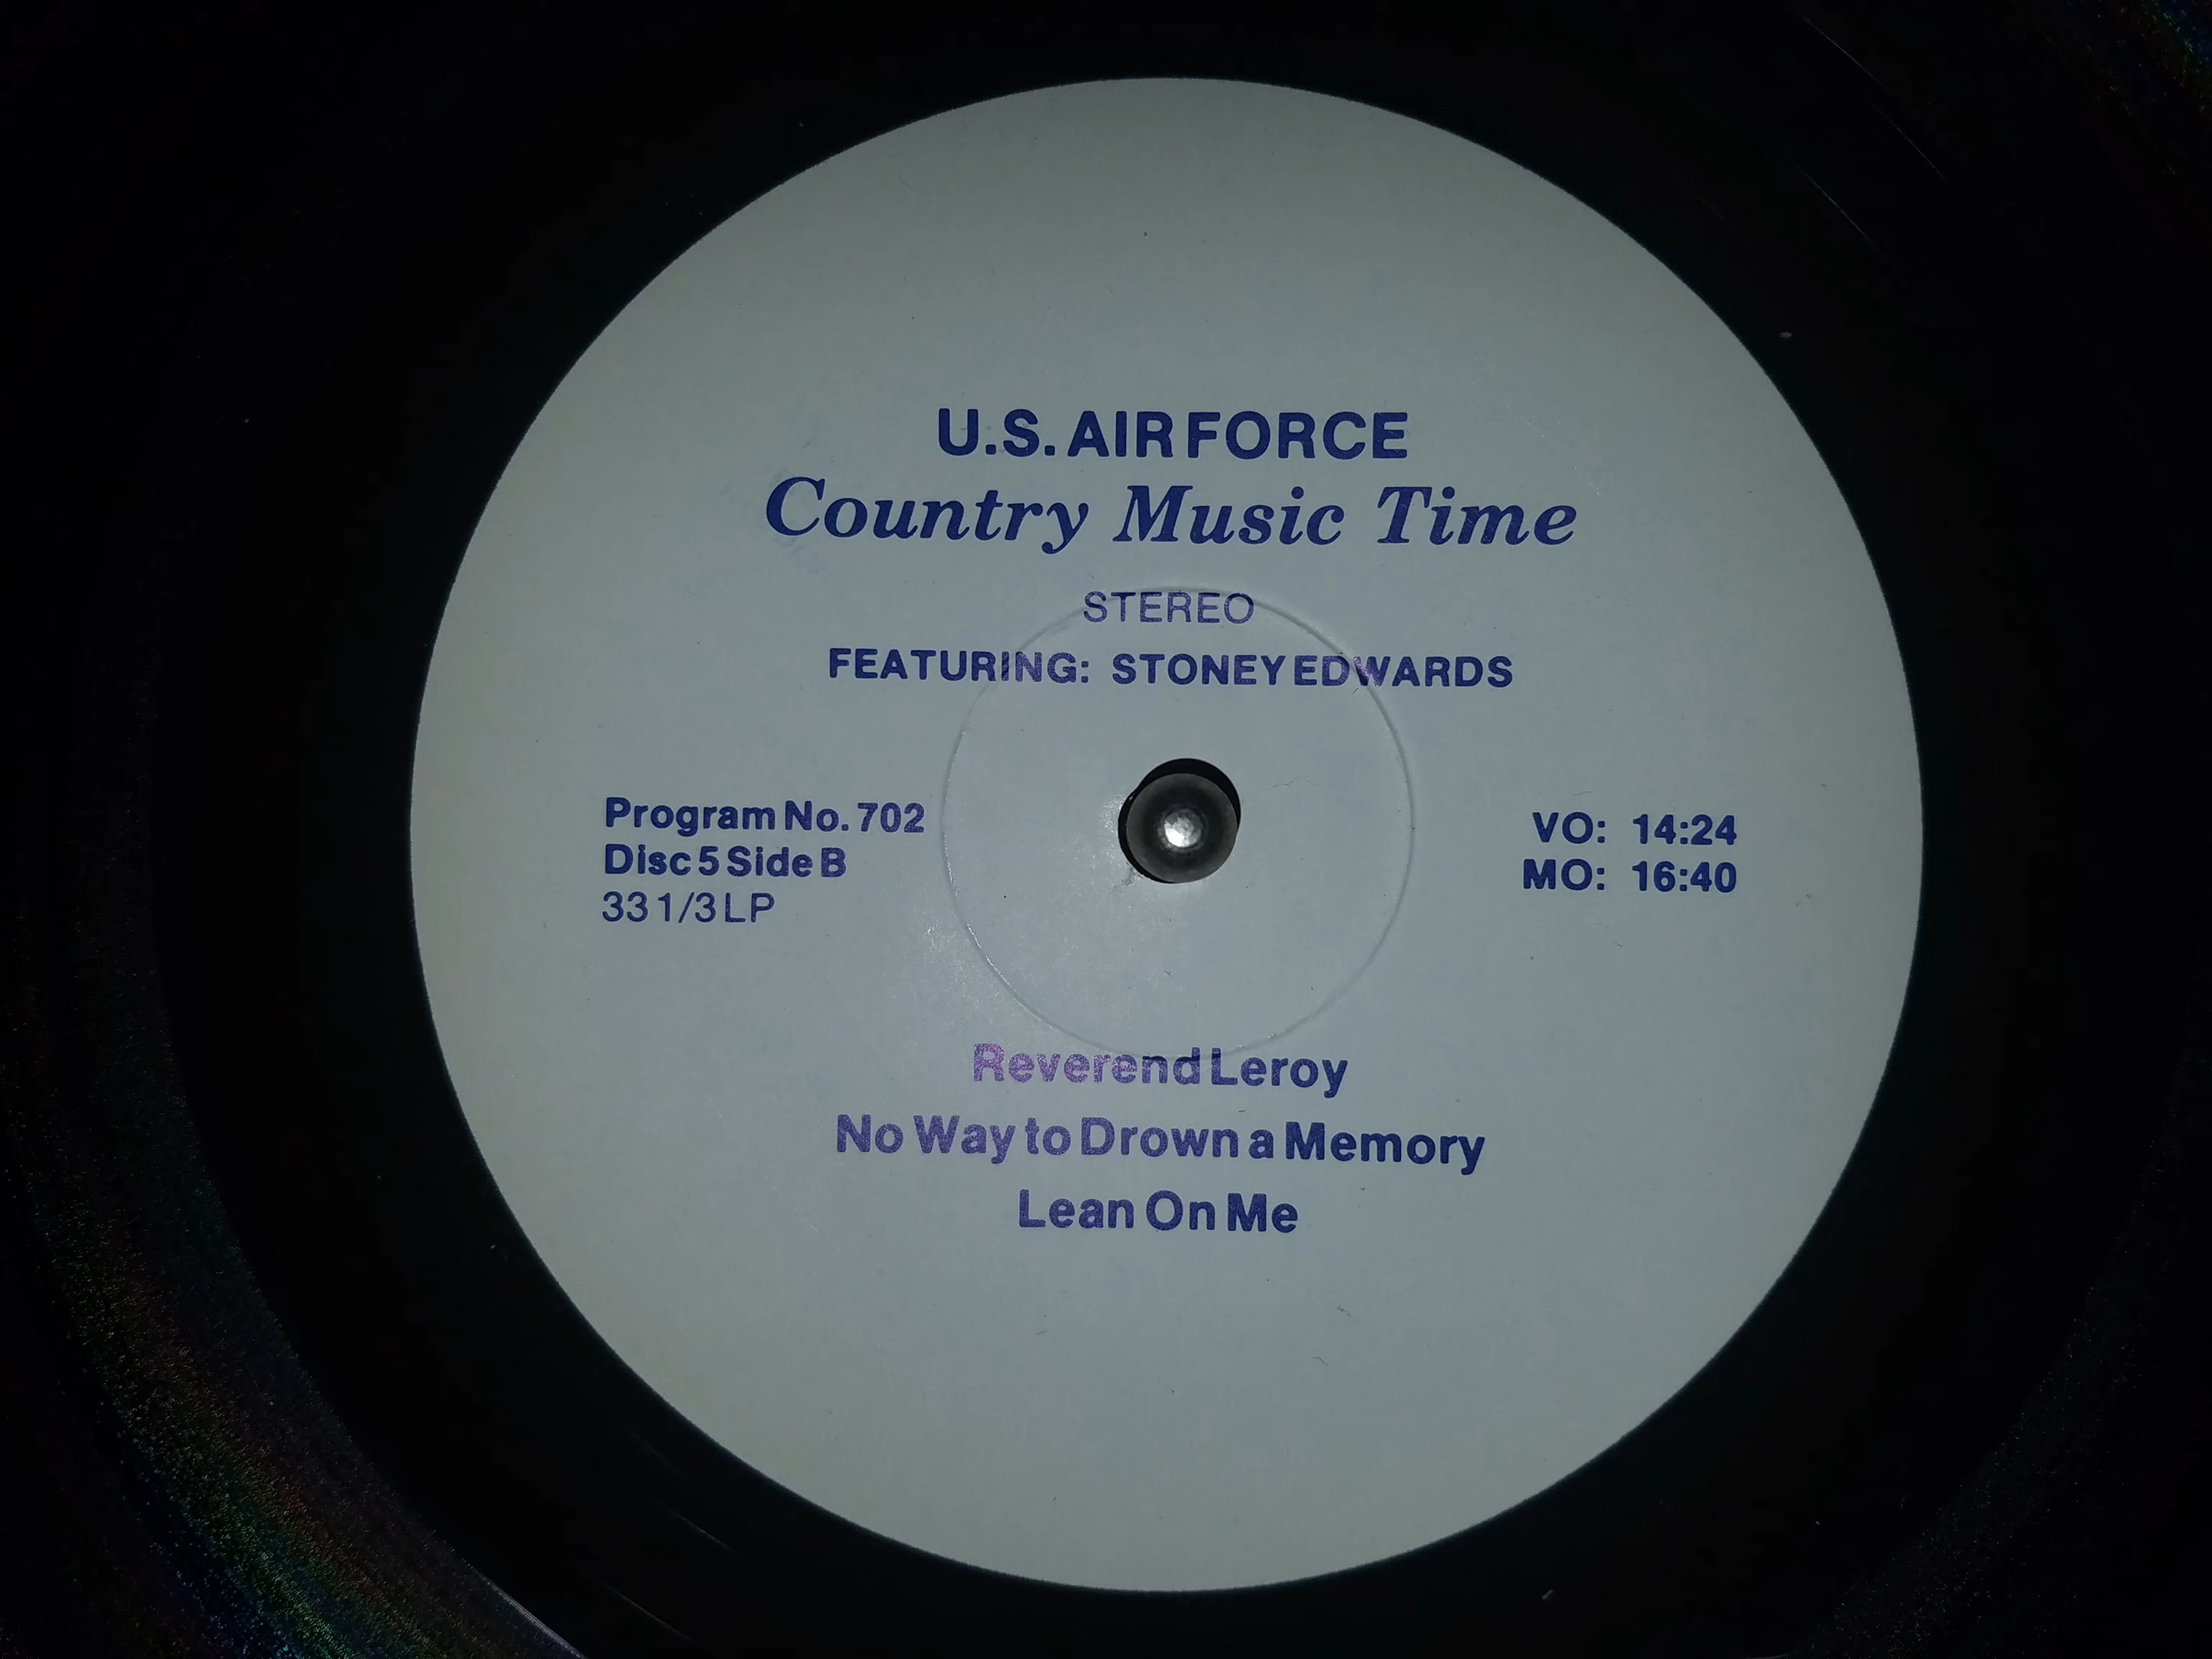 U.S. AIR FORCE
Country Music Time
STEREO
FEATURING: STONEY EDWARDS
Program No. 702
Disc 5 Side B
33 1/3 LP
VO: 14:24
MO: 16:40
Reverend Leroy
No Way to Drown a Memory
Lean On Me